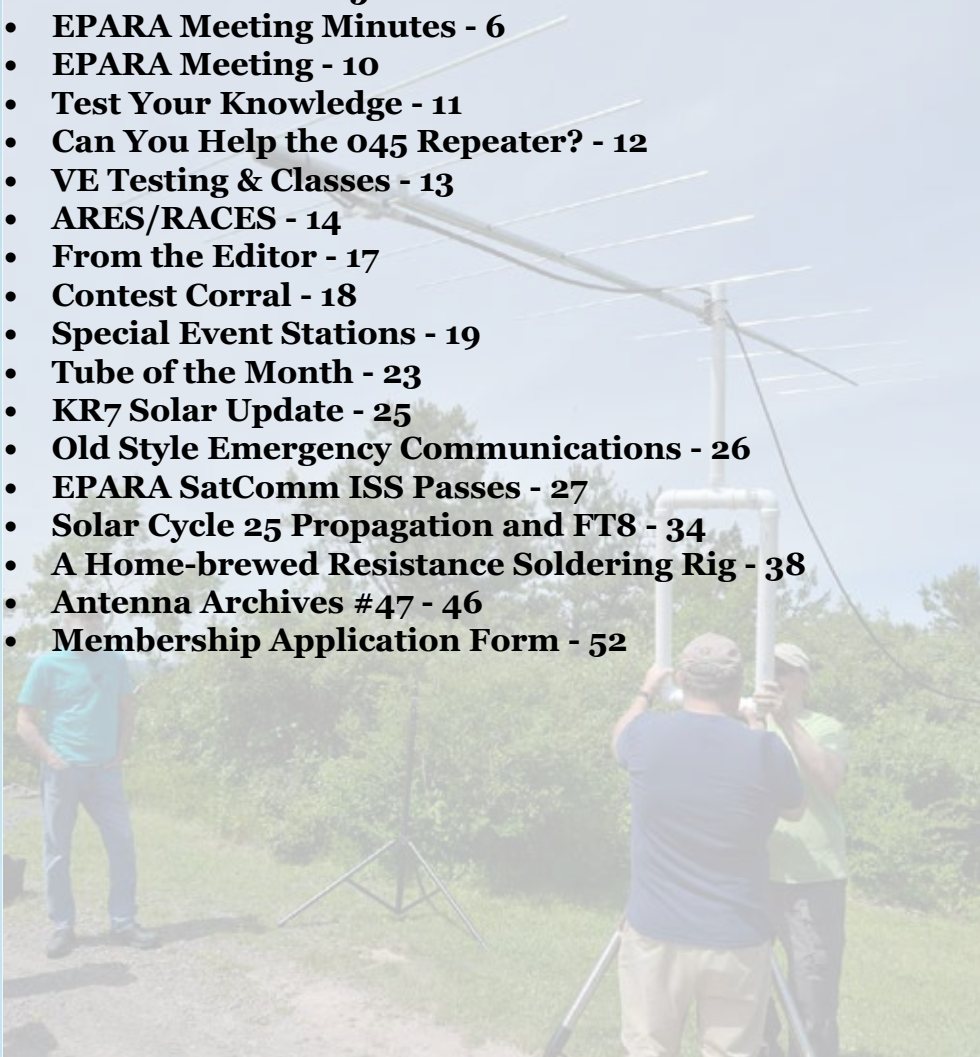 • EPARA Meeting Minutes - 6
• EPARA Meeting - 10
• Test Your Knowledge - 11
• Can You Help the 045 Repeater? - 12
• VE Testing & Classes - 13
• ARES/RACES - 14
• From the Editor - 17
• Contest Corral - 18
• Special Event Stations - 19
• Tube of the Month - 23
• KR7 Solar Update - 25
• Old Style Emergency Communications - 26
• EPARA SatComm ISS Passes - 27
• Solar Cycle 25 Propagation and FT8 - 34
• A Home-brewed Resistance Soldering Rig - 38
• Antenna Archives #47 - 46
• Membership Application Form - 52